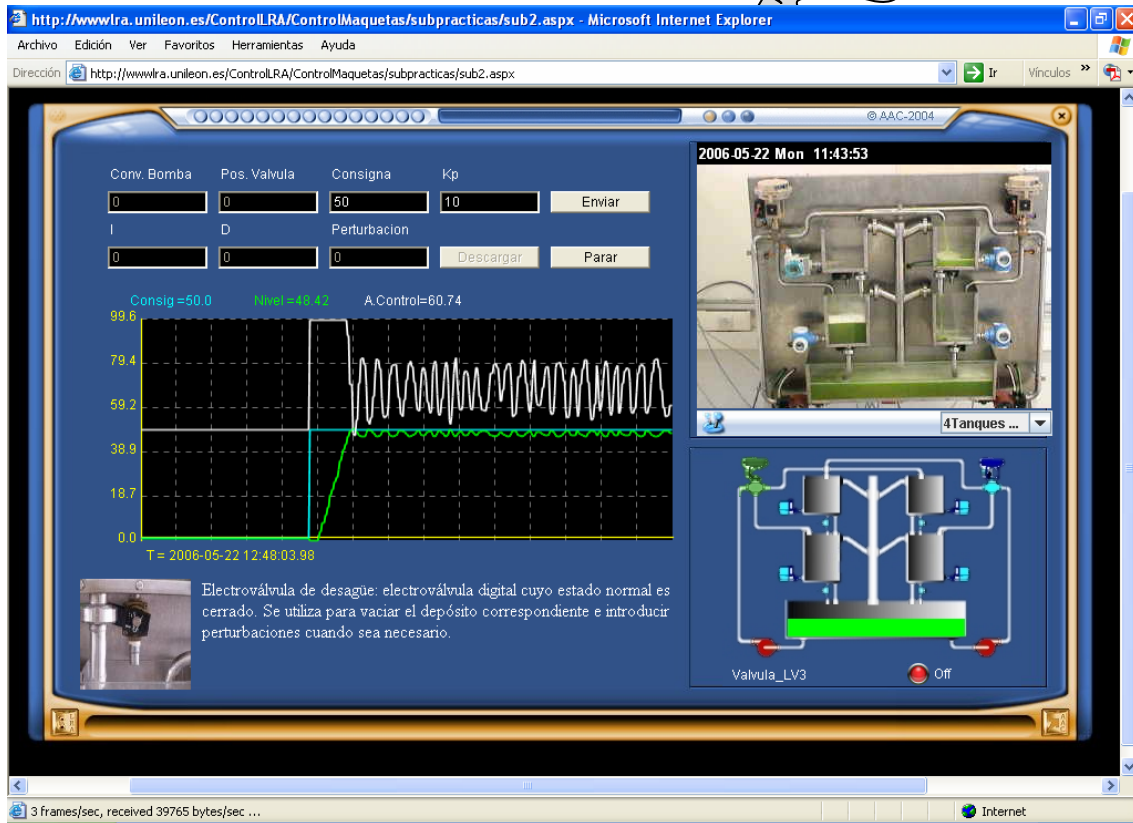 http://wwwlra.unileon.es/ControlLRA/ControlMaquetas/subpracticas/sub2.aspx - Microsoft Internet Explorer
Archivo Edición Ver Favoritos Herramientas Ayuda
Dirección http://wwwlra.unileon.es/ControlLRA/ControlMaquetas/subpracticas/sub2.aspx Ir Vínculos »
© AAC-2004
2006-05-22 Mon 11:43:53
Conv. Bomba Pos. Valvula Consigna Kp
0 0 50 10 Enviar
I D Perturbacion
0 0 0 Descargar Parar
Consig =50.0 Nivel =48.42 A.Control=60.74
99.6
79.4
59.2
38.9
18.7
0.0
T = 2006-05-22 12:48:03.98
4Tanques ...
Electroválvula de desagüe: electroválvula digital cuyo estado normal es
cerrado. Se utiliza para vaciar el depósito correspondiente e introducir
perturbaciones cuando sea necesario.
Valvula_LV3 Off
3 frames/sec, received 39765 bytes/sec ... Internet